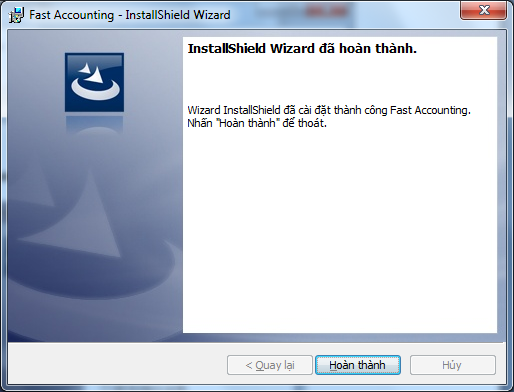 Fast Accounting - InstallShield Wizard
InstallShield Wizard đã hoàn thành.
Wizard InstallShield đã cài đặt thành công Fast Accounting.
Nhấn "Hoàn thành" để thoát.
< Quay lại
Hoàn thành
Hủy